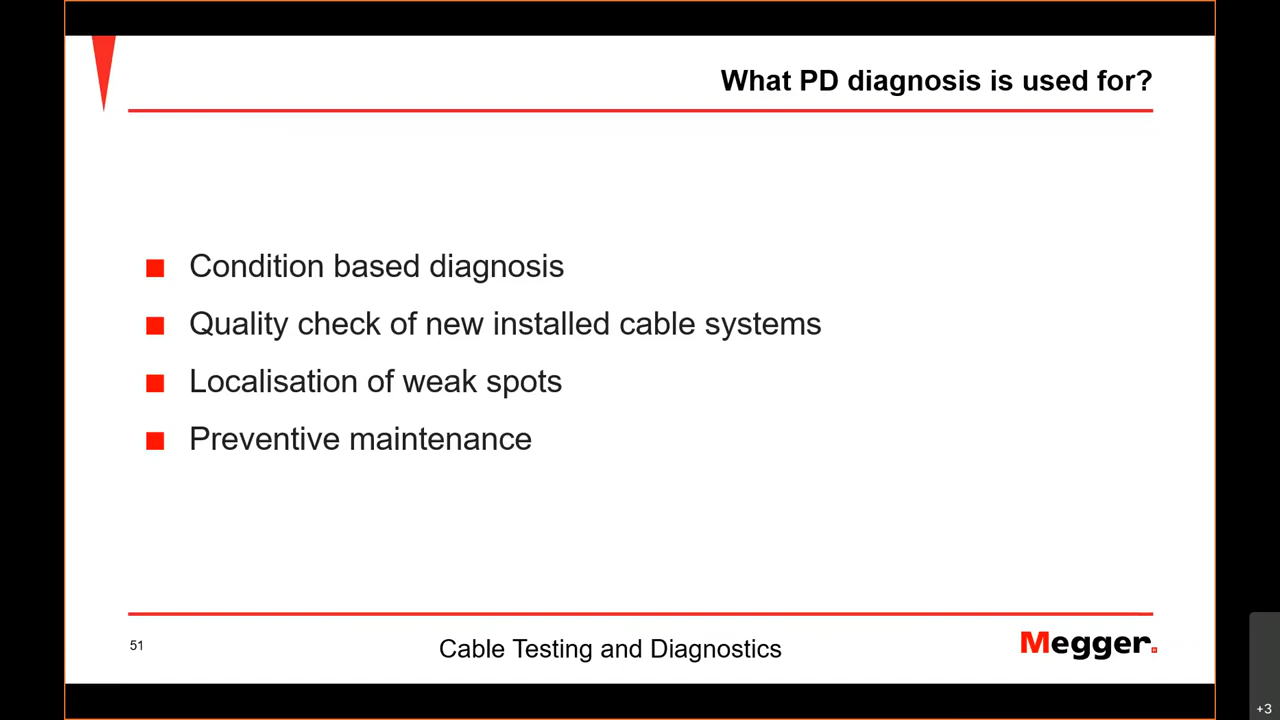 What PD diagnosis is used for?
Condition based diagnosis
Quality check of new installed cable systems
Localisation of weak spots
Preventive maintenance
51
Cable Testing and Diagnostics
Megger.
+3